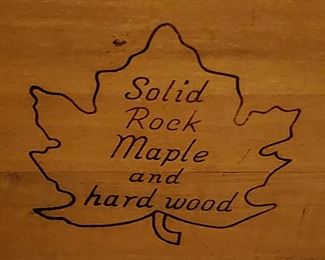 Solid
Rock
Maple
and
hard wood